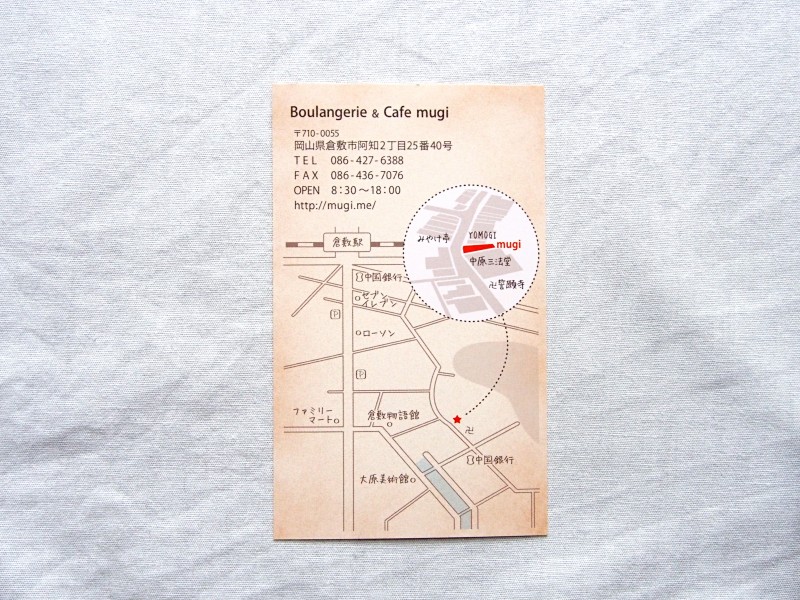 Boulangerie & Cafe mugi
〒710-0055
岡山県倉敷市阿知2丁目25番40号
TEL 086-427-6388
FAX 086-436-7076
OPEN 8:30〜18:00
http://mugi.me/
みやけ亭
YOMOGI
mugi
中原三法堂
卍誓願寺
倉敷駅
中国銀行
セブン
イレブン
P
ローソン
P
ファミリー
マート
倉敷物語館
卍
中国銀行
大原美術館